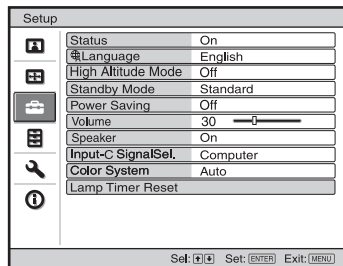 Setup
Status On
Language English
High Altitude Mode Off
Standby Mode Standard
Power Saving Off
Volume 30
Speaker On
Input-C SignalSel. Computer
Color System Auto
Lamp Timer Reset
Sel: Set: ENTER Exit: MENU